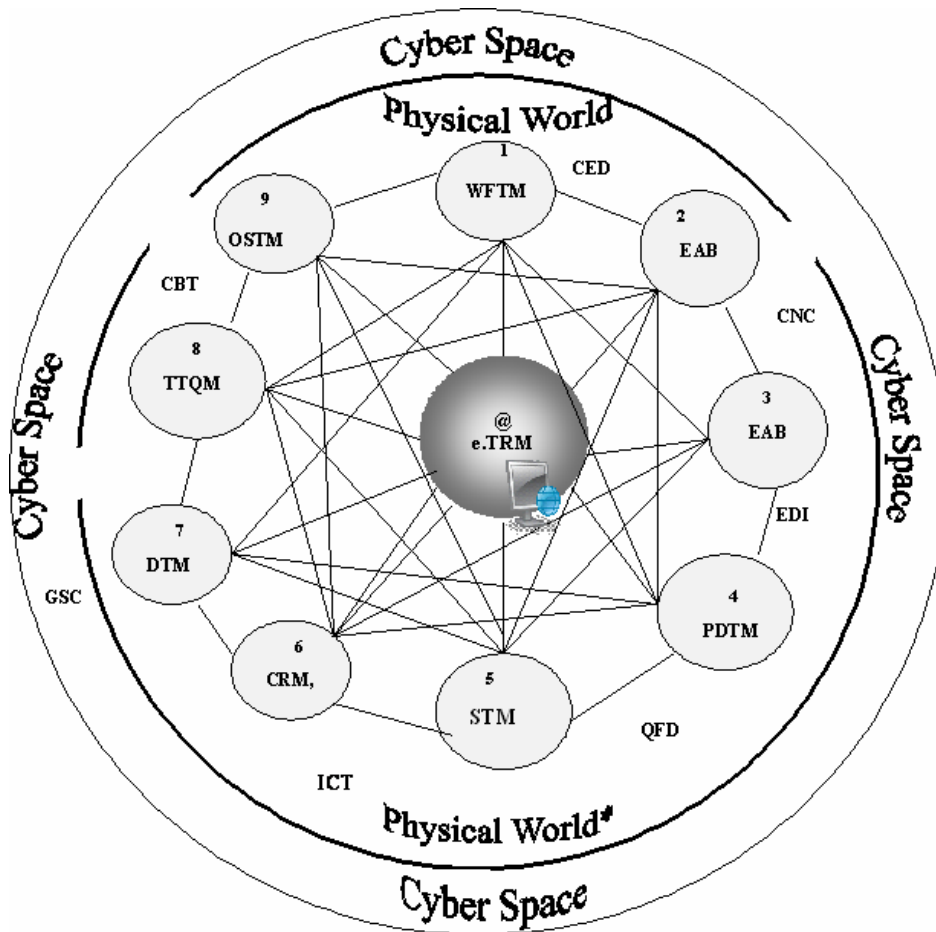 Cyber Space
Physical World
1
WFTM
CED
2
EAB
CNC
3
EAB
EDI
4
PDTM
QFD
5
STM
ICT
6
CRM,
GSC
7
DTM
8
TTQM
CBT
9
OSTM
@
e.TRM
Cyber Space
Cyber Space
Physical World*
Cyber Space